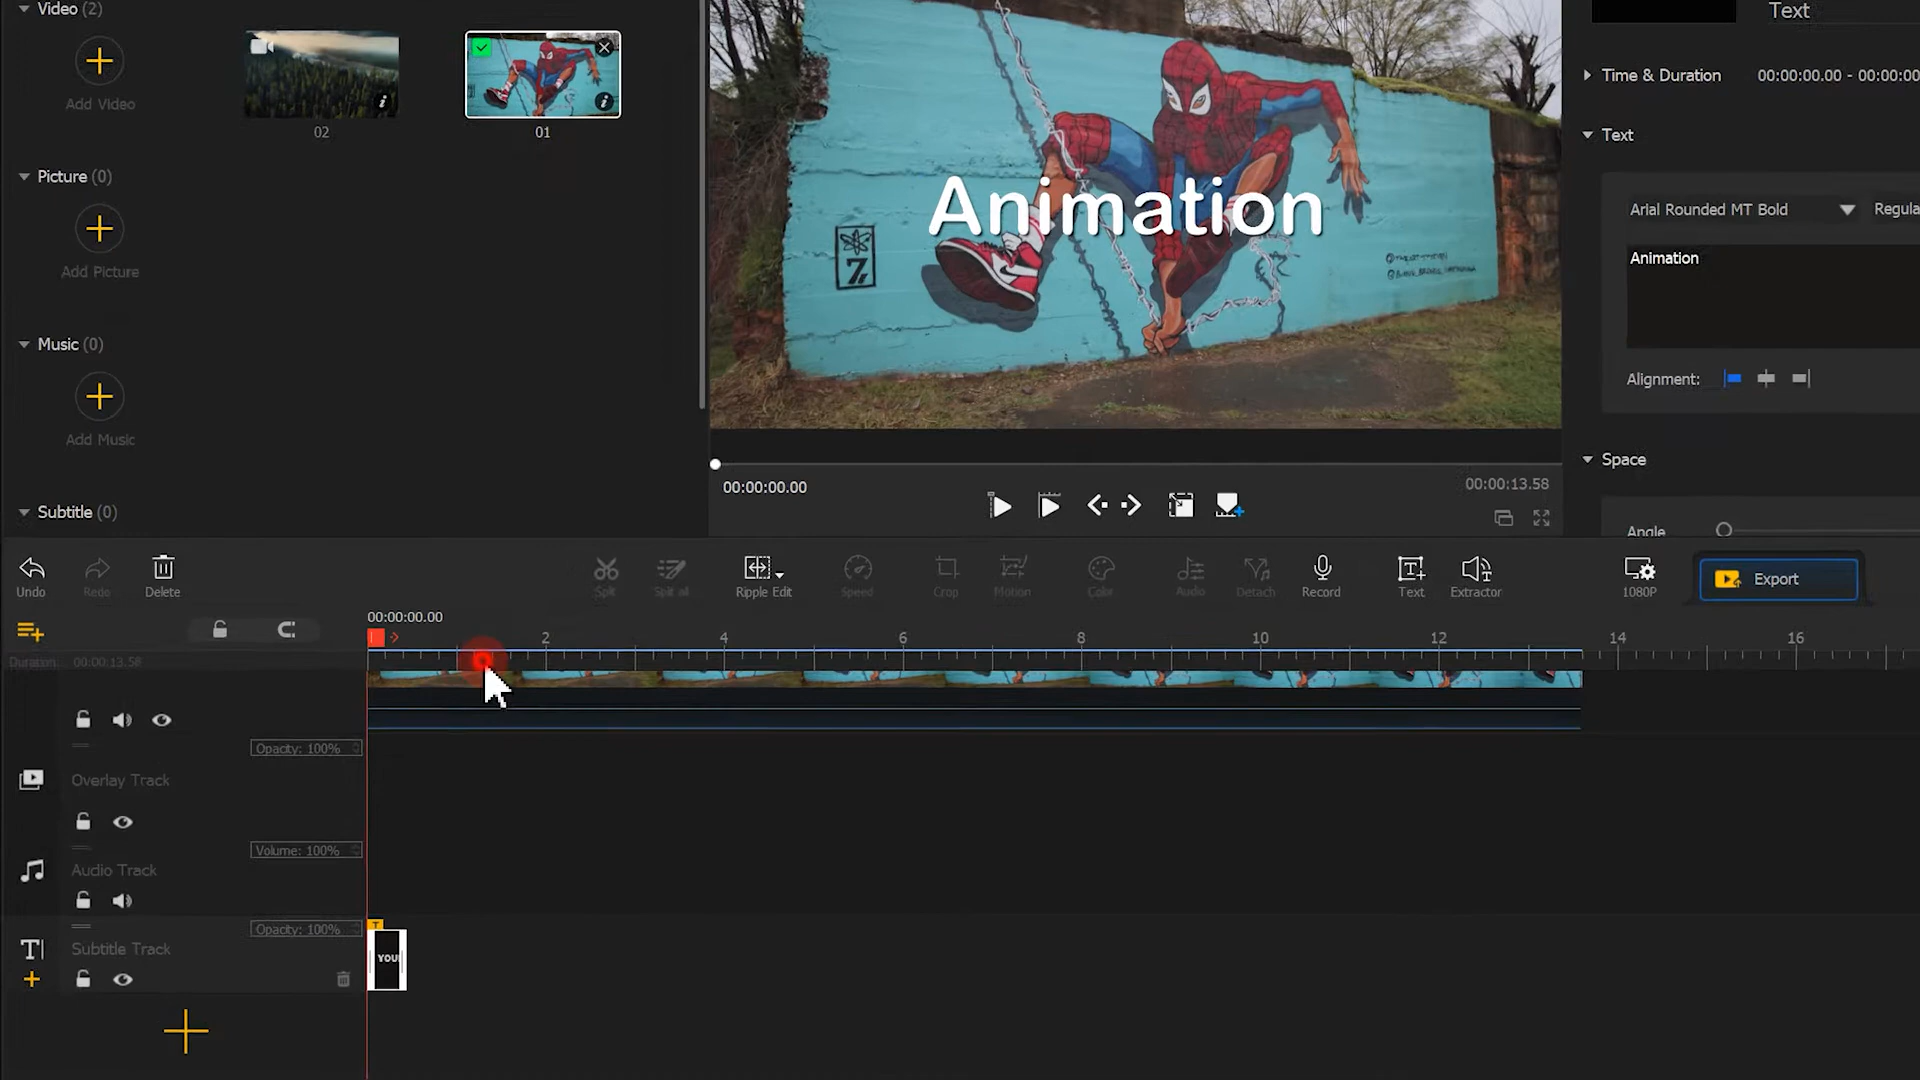 Video (2)
Add Video
02
01
Picture (0)
Add Picture
Music (0)
Add Music
Subtitle (0)
Animation
7
00:00:00.00
00:00:13.58
Text
Time & Duration
00:00:00.00 - 00:00:00
Text
Arial Rounded MT Bold
Regula
Animation
Alignment:
Space
Angle
Undo
Redo
Delete
Split
Split all
Ripple Edit
Speed
Crop
Motion
Color
Audio
Detach
Record
Text
Extractor
1080P
Export
00:00:00.00
2
4
6
8
10
12
14
16
Duration: 00:00:13.58
Opacity: 100%
Overlay Track
Volume: 100%
Audio Track
Opacity: 100%
Subtitle Track
T
YOU